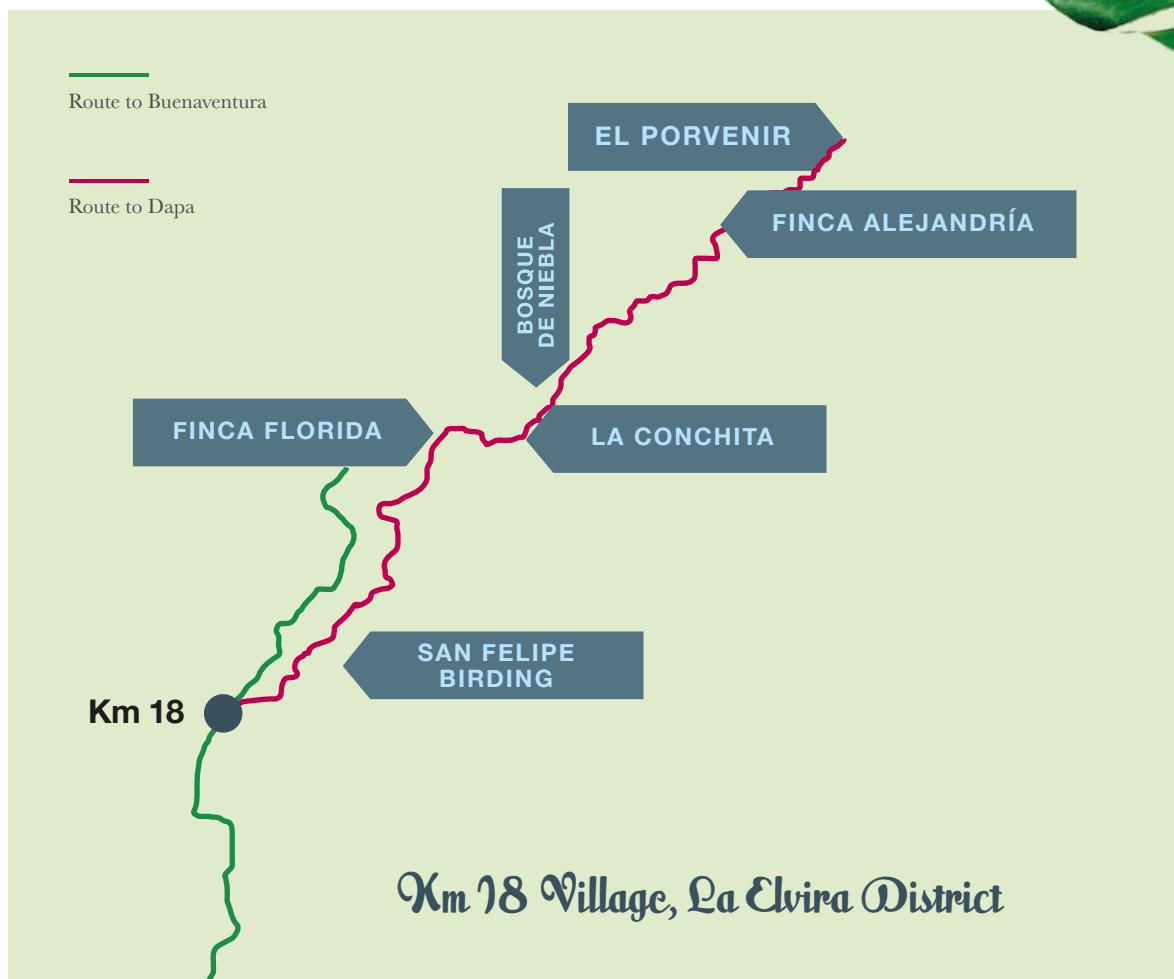 Route to Buenaventura
Route to Dapa
EL PORVENIR
FINCA ALEJANDRÍA
BOSQUE
DE NIEBLA
FINCA FLORIDA
LA CONCHITA
SAN FELIPE
BIRDING
Km 18
Km 18 Village, La Elvira District